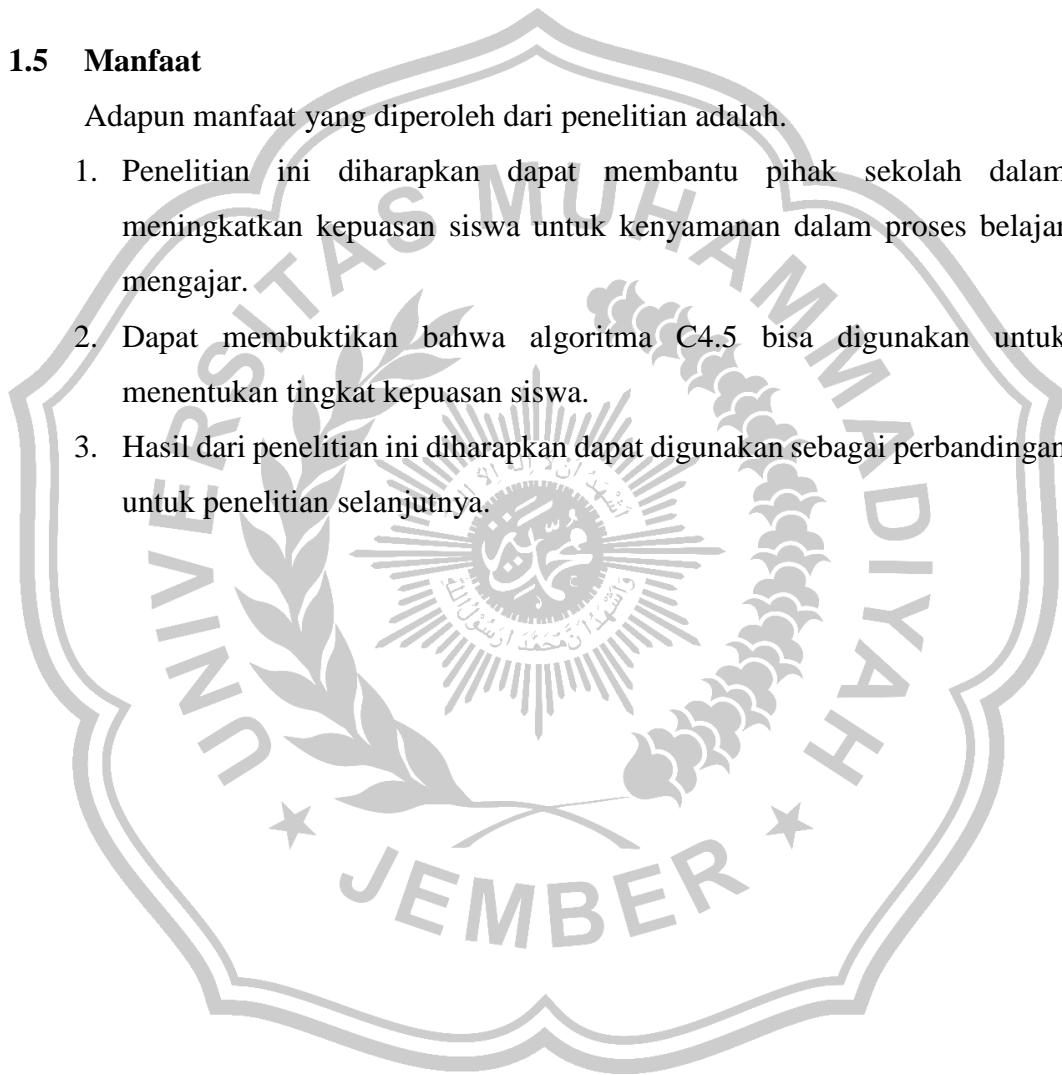 1.5 Manfaat
Adapun manfaat yang diperoleh dari penelitian adalah.
1. Penelitian ini diharapkan dapat membantu pihak sekolah dalam
meningkatkan kepuasan siswa untuk kenyamanan dalam proses belajar
mengajar.
2. Dapat membuktikan bahwa algoritma C4.5 bisa digunakan untuk
menentukan tingkat kepuasan siswa.
3. Hasil dari penelitian ini diharapkan dapat digunakan sebagai perbandingan
untuk penelitian selanjutnya.
UNIVERSITAS MUHAMMADIYAH
JEMBER